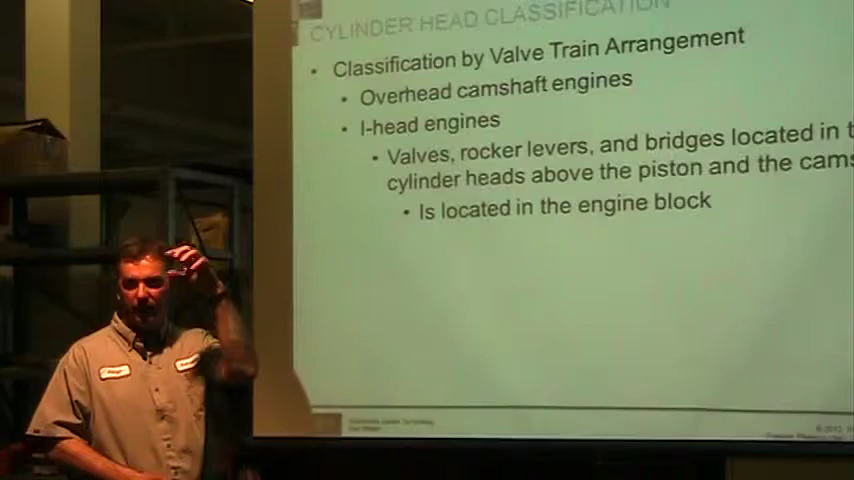 CYLINDER HEAD CLASSIFICATION
• Classification by Valve Train Arrangement
• Overhead camshaft engines
• I-head engines
• Valves, rocker levers, and bridges located in t
cylinder heads above the piston and the cams
• Is located in the engine block